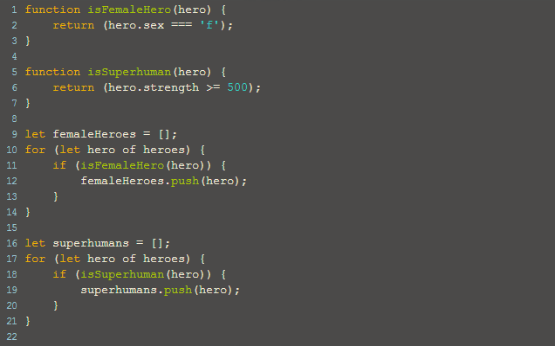 1 function isFemaleHero(hero) {
2     return (hero.sex === 'f');
3 }
4
5 function isSuperhuman(hero) {
6     return (hero.strength >= 500);
7 }
8
9 let femaleHeroes = [];
10 for (let hero of heroes) {
11     if (isFemaleHero(hero)) {
12         femaleHeroes.push(hero);
13     }
14 }
15
16 let superhumans = [];
17 for (let hero of heroes) {
18     if (isSuperhuman(hero)) {
19         superhumans.push(hero);
20     }
21 }
22